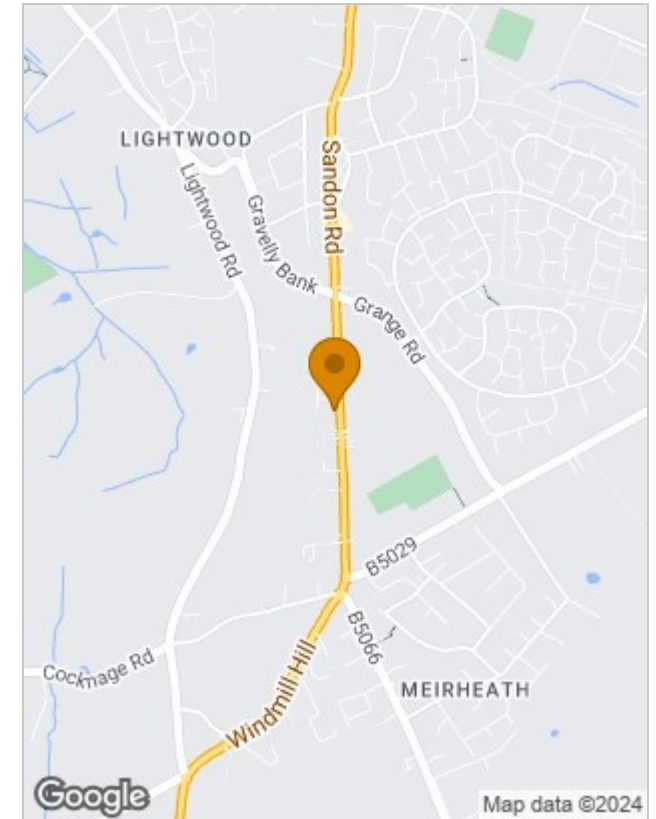 LIGHTWOOD
Sandon Rd
Lightwood Rd
Gravelly Bank
Grange Rd
B5029
B5066
Cocknage Rd
Windmill Hill
MEIRHEATH
Google
Map data ©2024